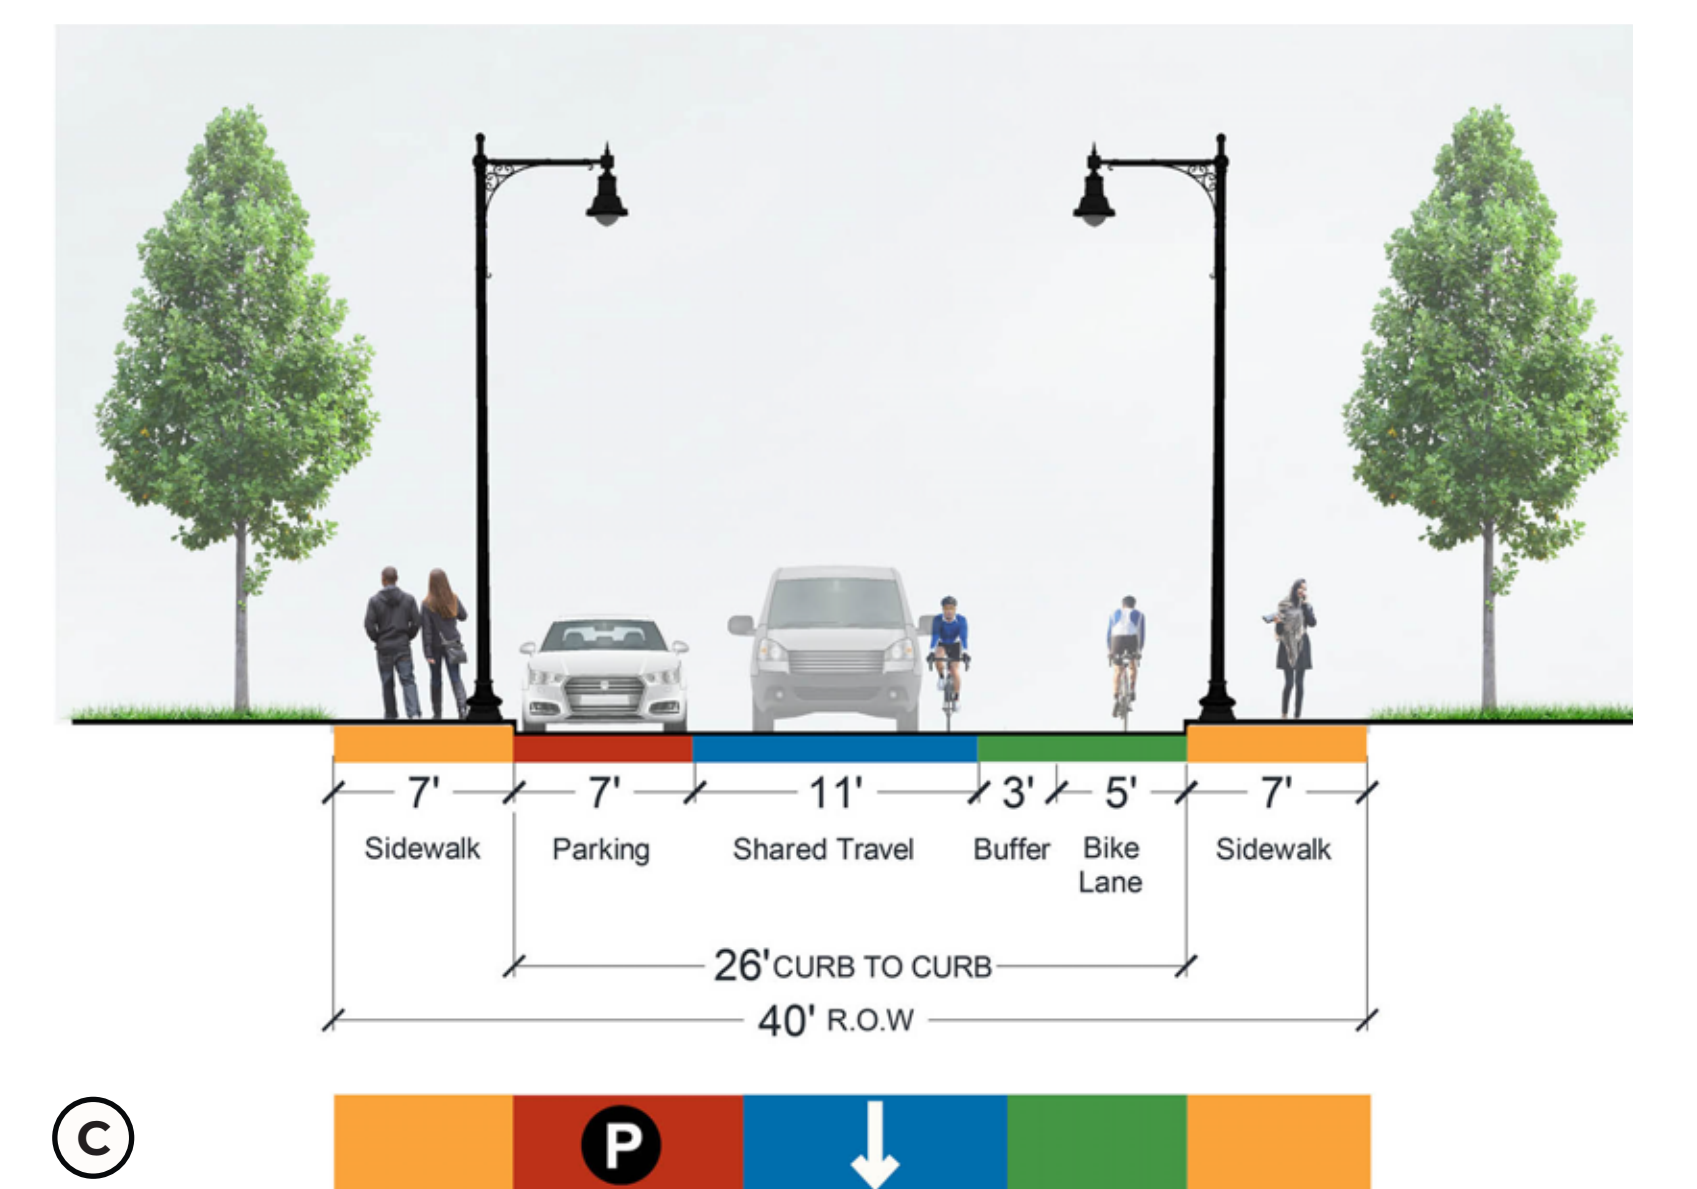 7' 7' 11' 3' 5' 7'
Sidewalk Parking Shared Travel Buffer Bike Lane Sidewalk
26' CURB TO CURB
40' R.O.W
C P